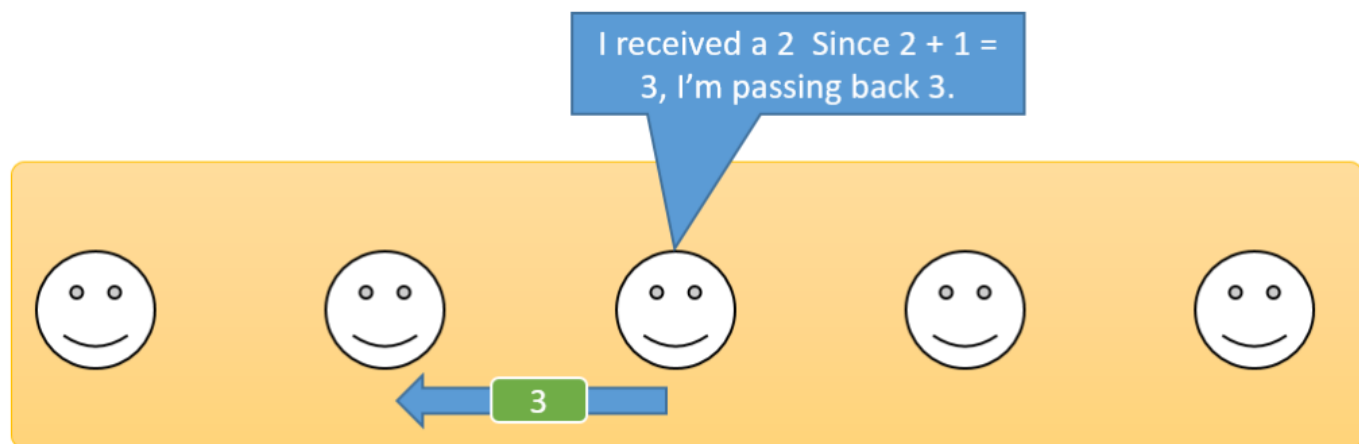 I received a 2  Since 2 + 1 =
3, I’m passing back 3.
3